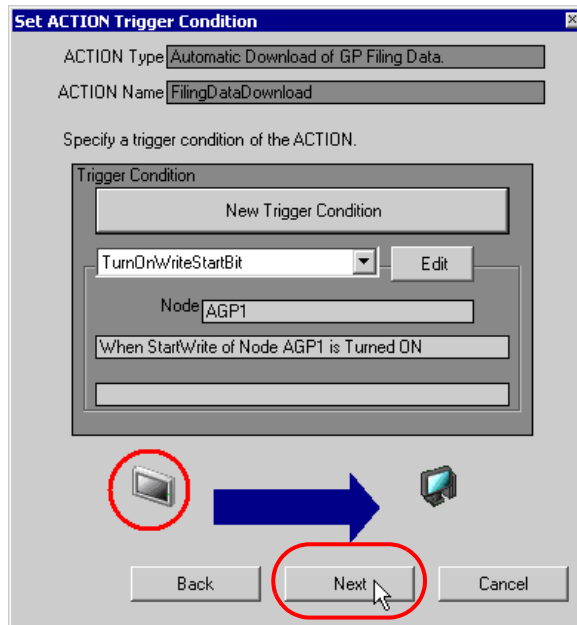 Set ACTION Trigger Condition
ACTION Type Automatic Download of GP Filing Data.
ACTION Name FilingDataDownload
Specify a trigger condition of the ACTION.
Trigger Condition
New Trigger Condition
TurnOnWriteStartBit Edit
Node AGP1
When StartWrite of Node AGP1 is Turned ON
Back Next Cancel